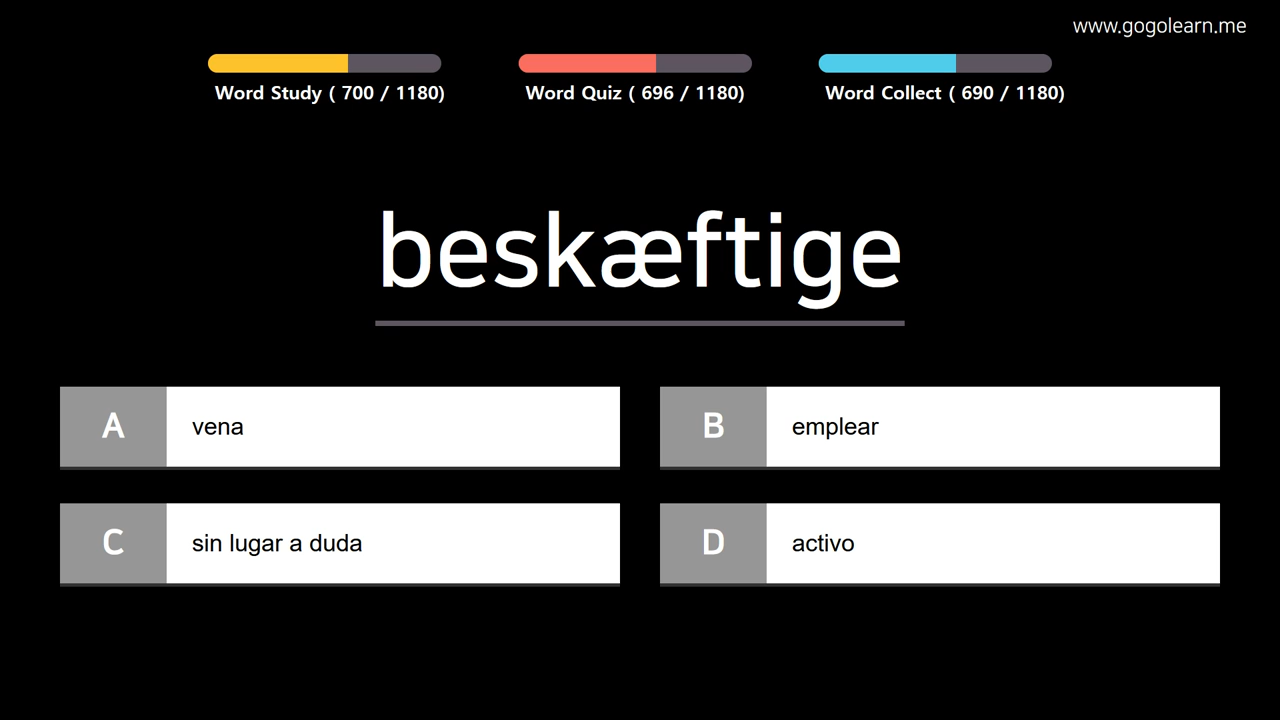 www.gogolearn.me
Word Study ( 700 / 1180)
Word Quiz ( 696 / 1180)
Word Collect ( 690 / 1180)
beskæftige
A vena
B emplear
C sin lugar a duda
D activo